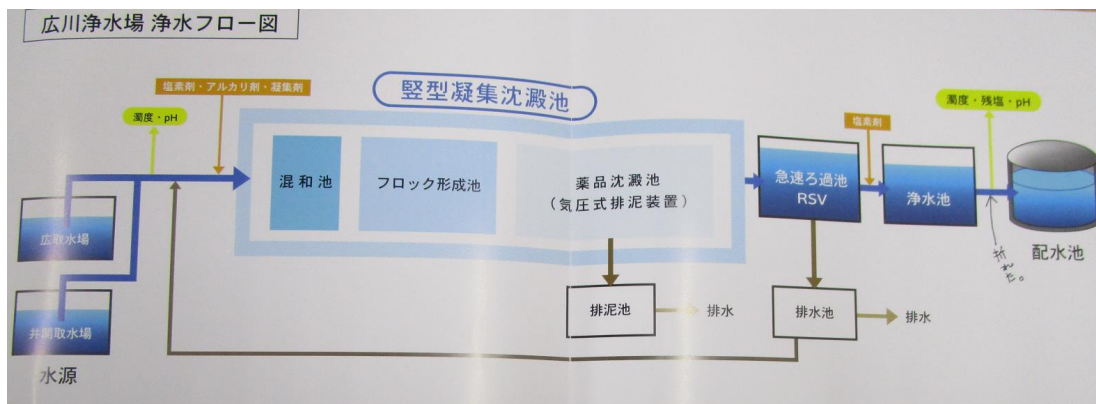 広川浄水場 浄水フロー図
塩素剤・アルカリ剤・凝集剤
竪型凝集沈澱池
濁度・pH
濁度・残塩・pH
塩素剤
混和池
フロック形成池
薬品沈澱池
(気圧式排泥装置)
急速ろ過池
RSV
浄水池
配水池
折れた。
広取水場
井関取水場
水源
排泥池
排水
排水池
排水